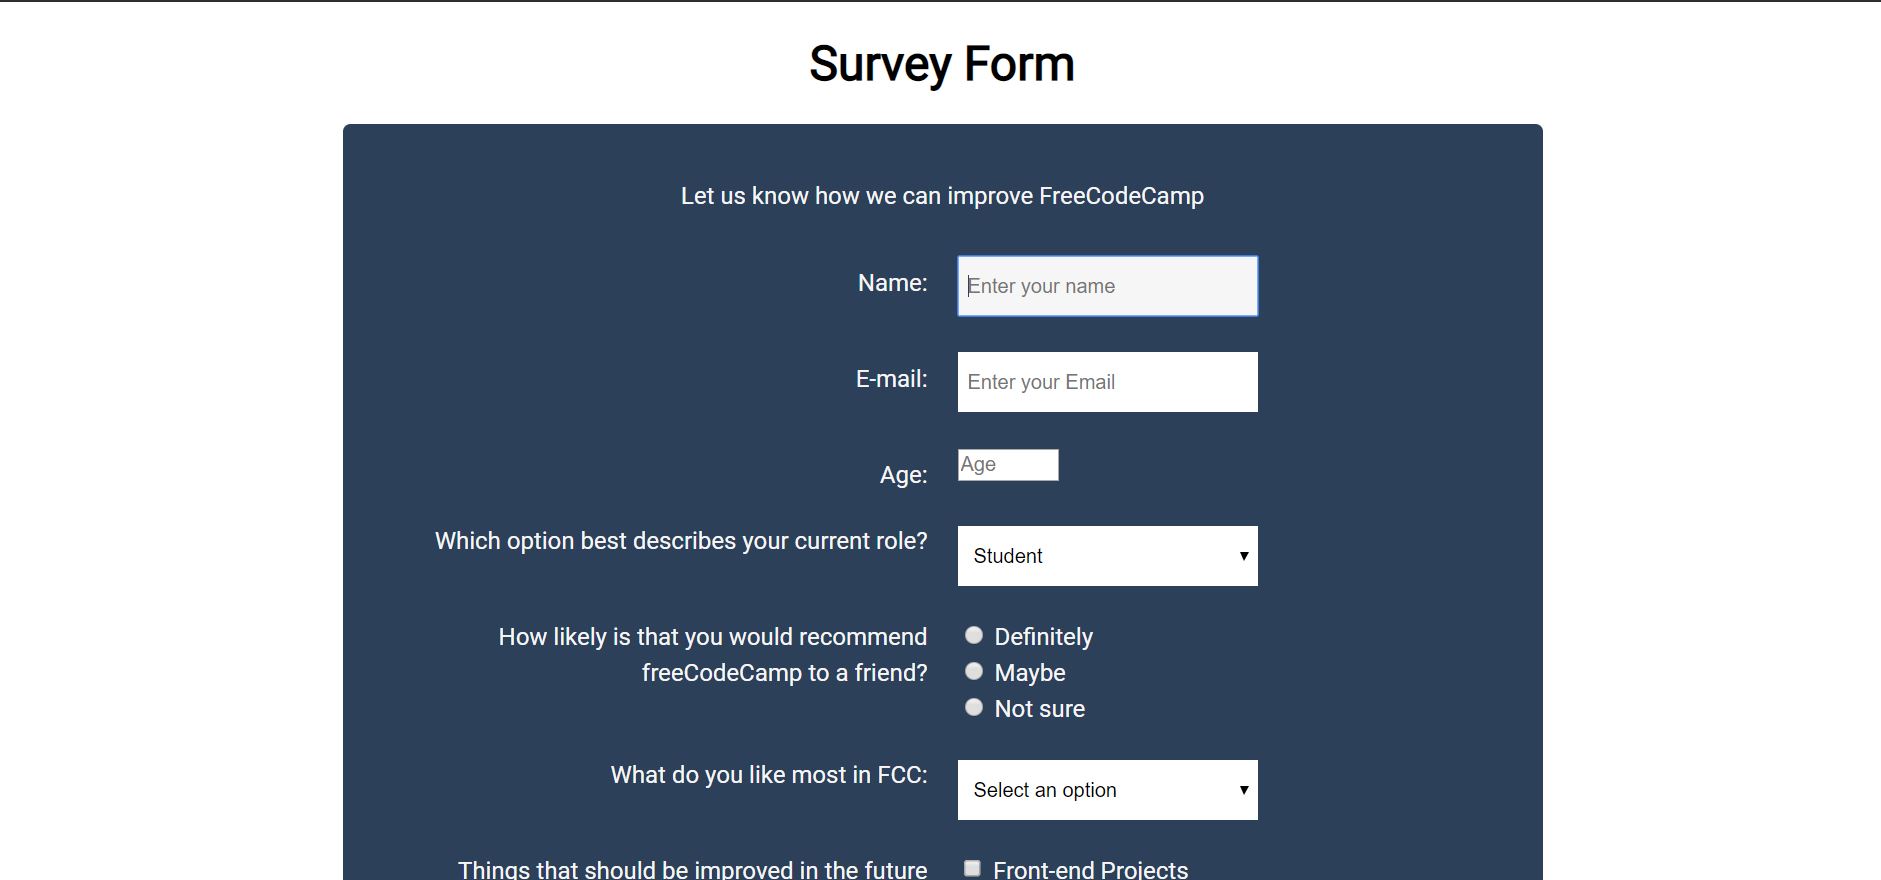 Survey Form
Let us know how we can improve FreeCodeCamp
Name:
Enter your name
E-mail:
Enter your Email
Age:
Age
Which option best describes your current role?
Student
How likely is that you would recommend
freeCodeCamp to a friend?
Definitely
Maybe
Not sure
What do you like most in FCC:
Select an option
Things that should be improved in the future
Front-end Projects